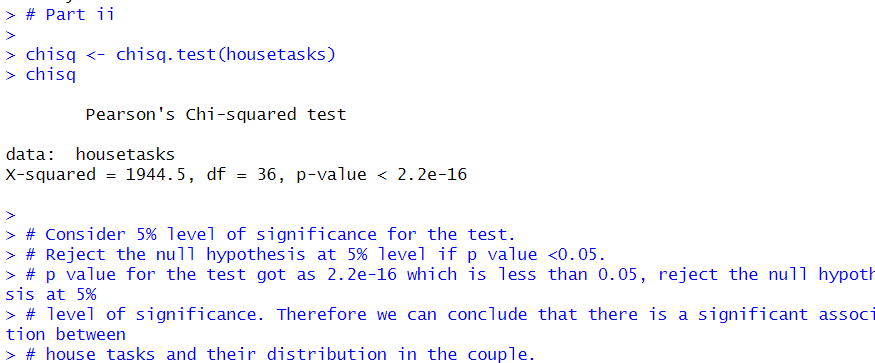 > # Part ii
>
> chisq <- chisq.test(housetasks)
> chisq
Pearson's Chi-squared test
data:  housetasks
X-squared = 1944.5, df = 36, p-value < 2.2e-16
>
> # Consider 5% level of significance for the test.
> # Reject the null hypothesis at 5% level if p value <0.05.
> # p value for the test got as 2.2e-16 which is less than 0.05, reject the null hypoth
sis at 5%
> # level of significance. Therefore we can conclude that there is a significant associ
tion between
> # house tasks and their distribution in the couple.